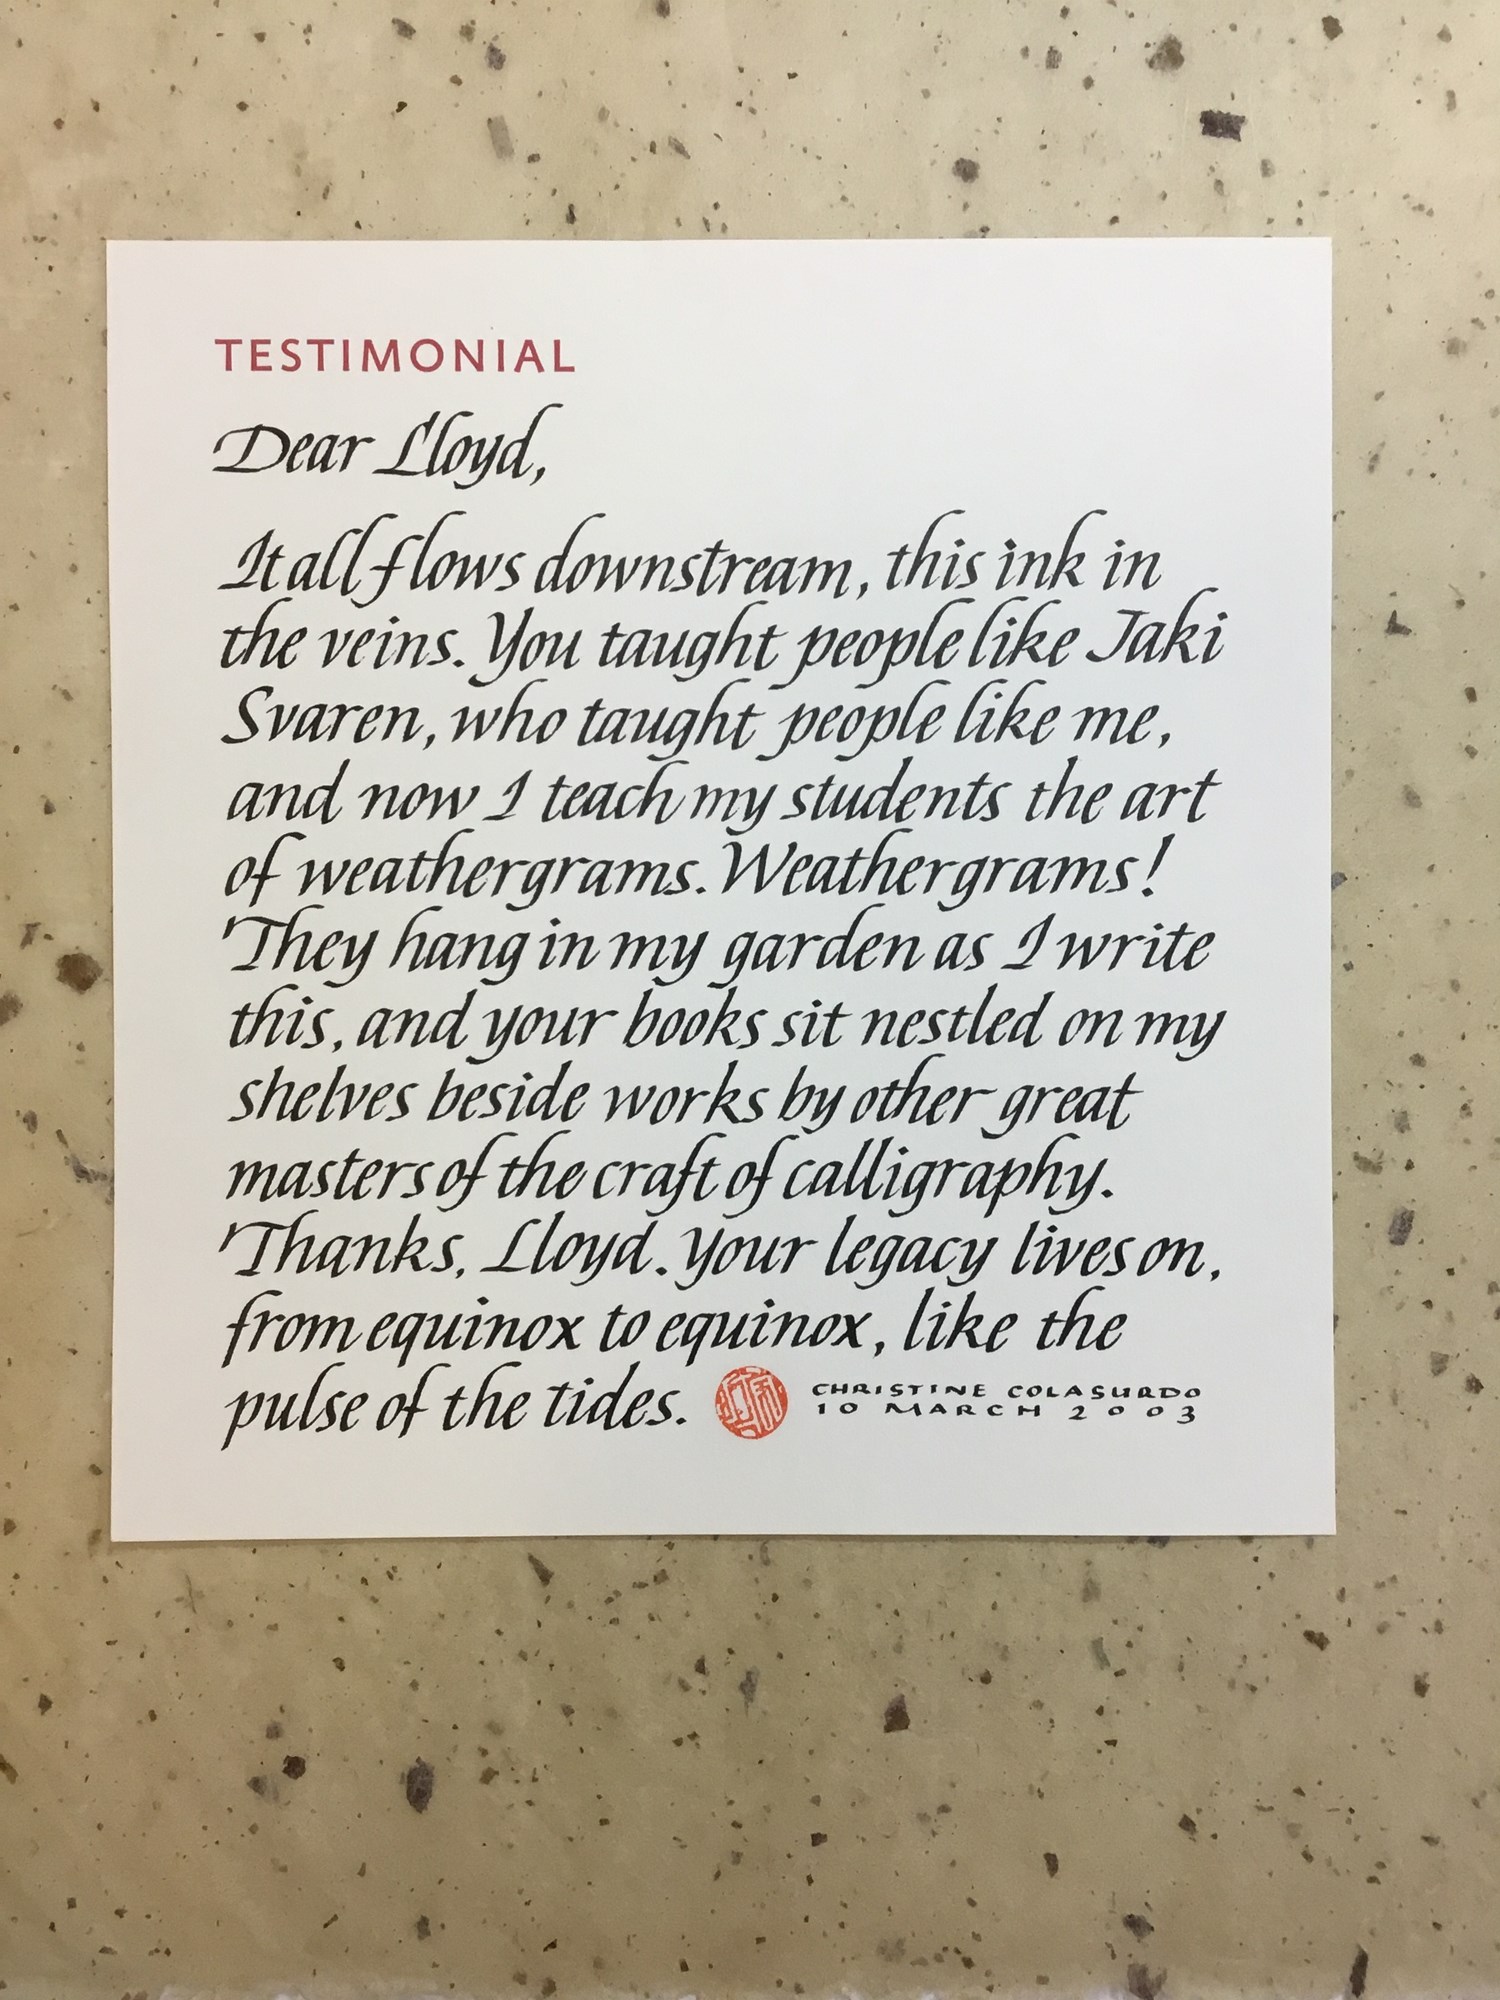 TESTIMONIAL
Dear Lloyd,
It all flows downstream, this ink in
the veins. You taught people like Jaki
Svaren, who taught people like me,
and now I teach my students the art
of weathergrams. Weathergrams!
They hang in my garden as I write
this, and your books sit nestled on my
shelves beside works by other great
masters of the craft of calligraphy.
Thanks, Lloyd. Your legacy lives on,
from equinox to equinox, like the
pulse of the tides. CHRISTINE COLASURDO
10 MARCH 2003